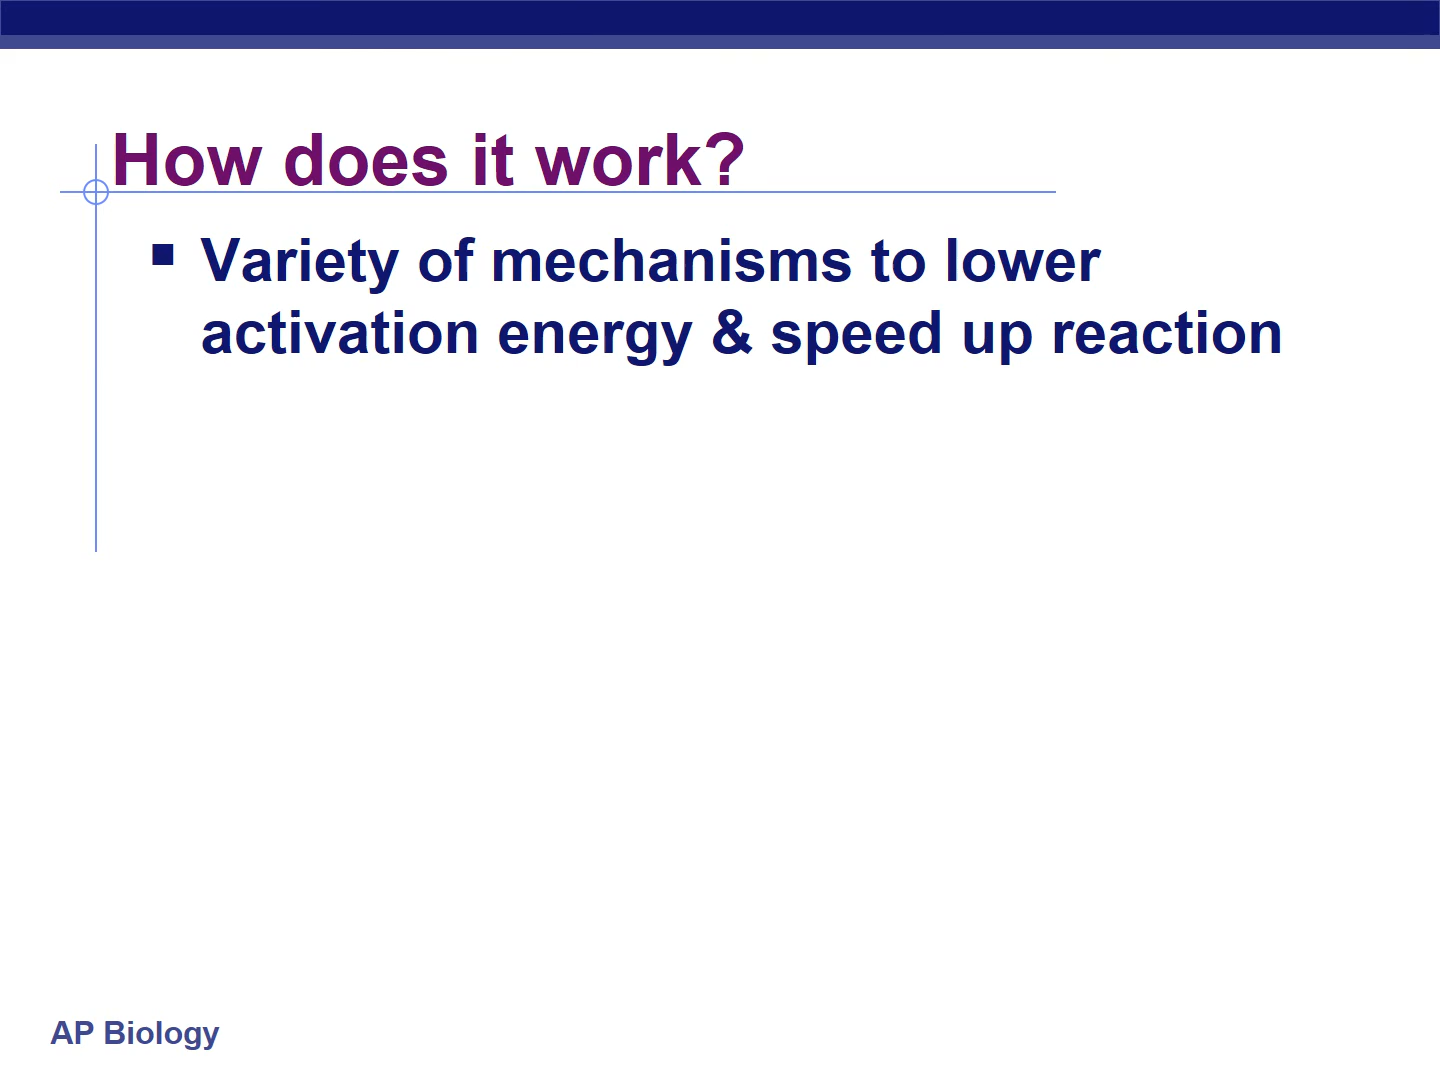 How does it work?
▪ Variety of mechanisms to lower
activation energy & speed up reaction
AP Biology